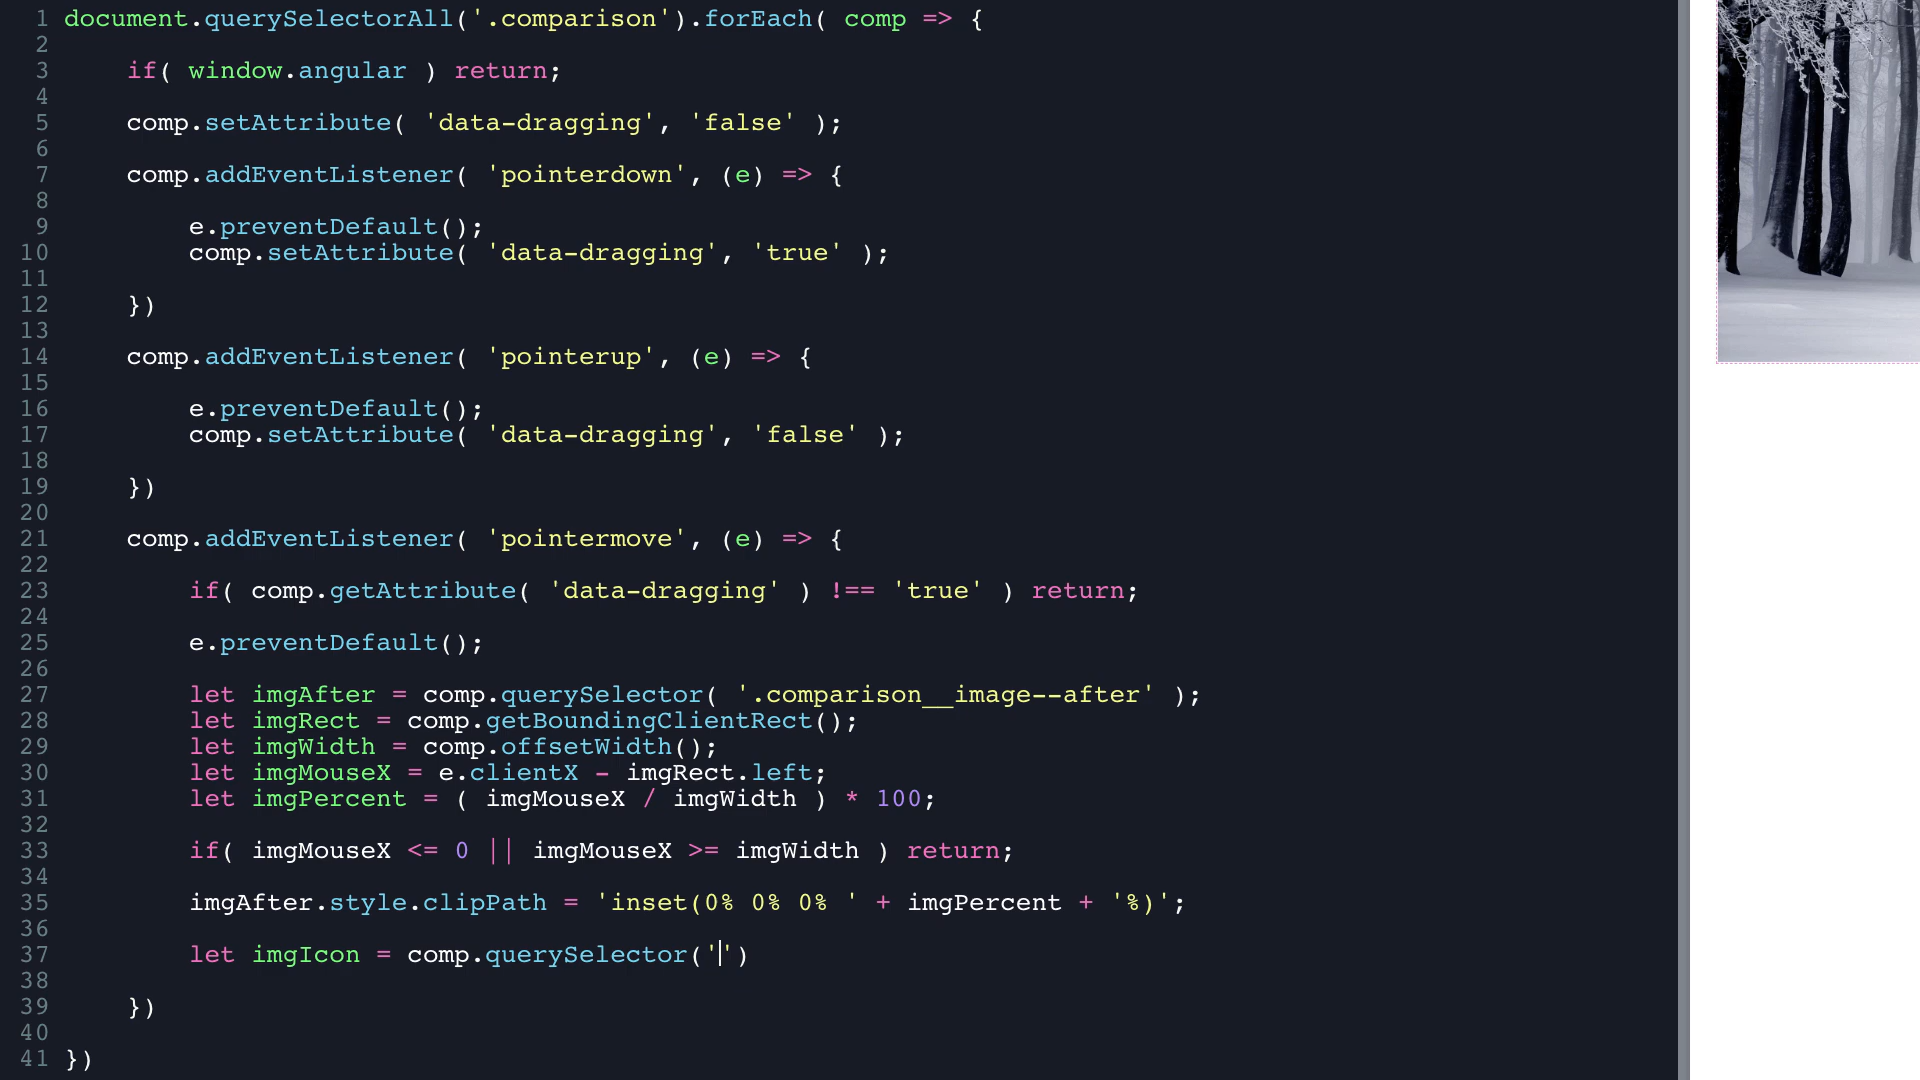 1 document.querySelectorAll('.comparison').forEach( comp => {
2
3 if( window.angular ) return;
4
5 comp.setAttribute( 'data-dragging', 'false' );
6
7 comp.addEventListener( 'pointerdown', (e) => {
8
9 e.preventDefault();
10 comp.setAttribute( 'data-dragging', 'true' );
11
12 })
13
14 comp.addEventListener( 'pointerup', (e) => {
15
16 e.preventDefault();
17 comp.setAttribute( 'data-dragging', 'false' );
18
19 })
20
21 comp.addEventListener( 'pointermove', (e) => {
22
23 if( comp.getAttribute( 'data-dragging' ) !== 'true' ) return;
24
25 e.preventDefault();
26
27 let imgAfter = comp.querySelector( '.comparison__image--after' );
28 let imgRect = comp.getBoundingClientRect();
29 let imgWidth = comp.offsetWidth();
30 let imgMouseX = e.clientX - imgRect.left;
31 let imgPercent = ( imgMouseX / imgWidth ) * 100;
32
33 if( imgMouseX <= 0 || imgMouseX >= imgWidth ) return;
34
35 imgAfter.style.clipPath = 'inset(0% 0% 0% ' + imgPercent + '%)';
36
37 let imgIcon = comp.querySelector('')
38
39 })
40
41 })